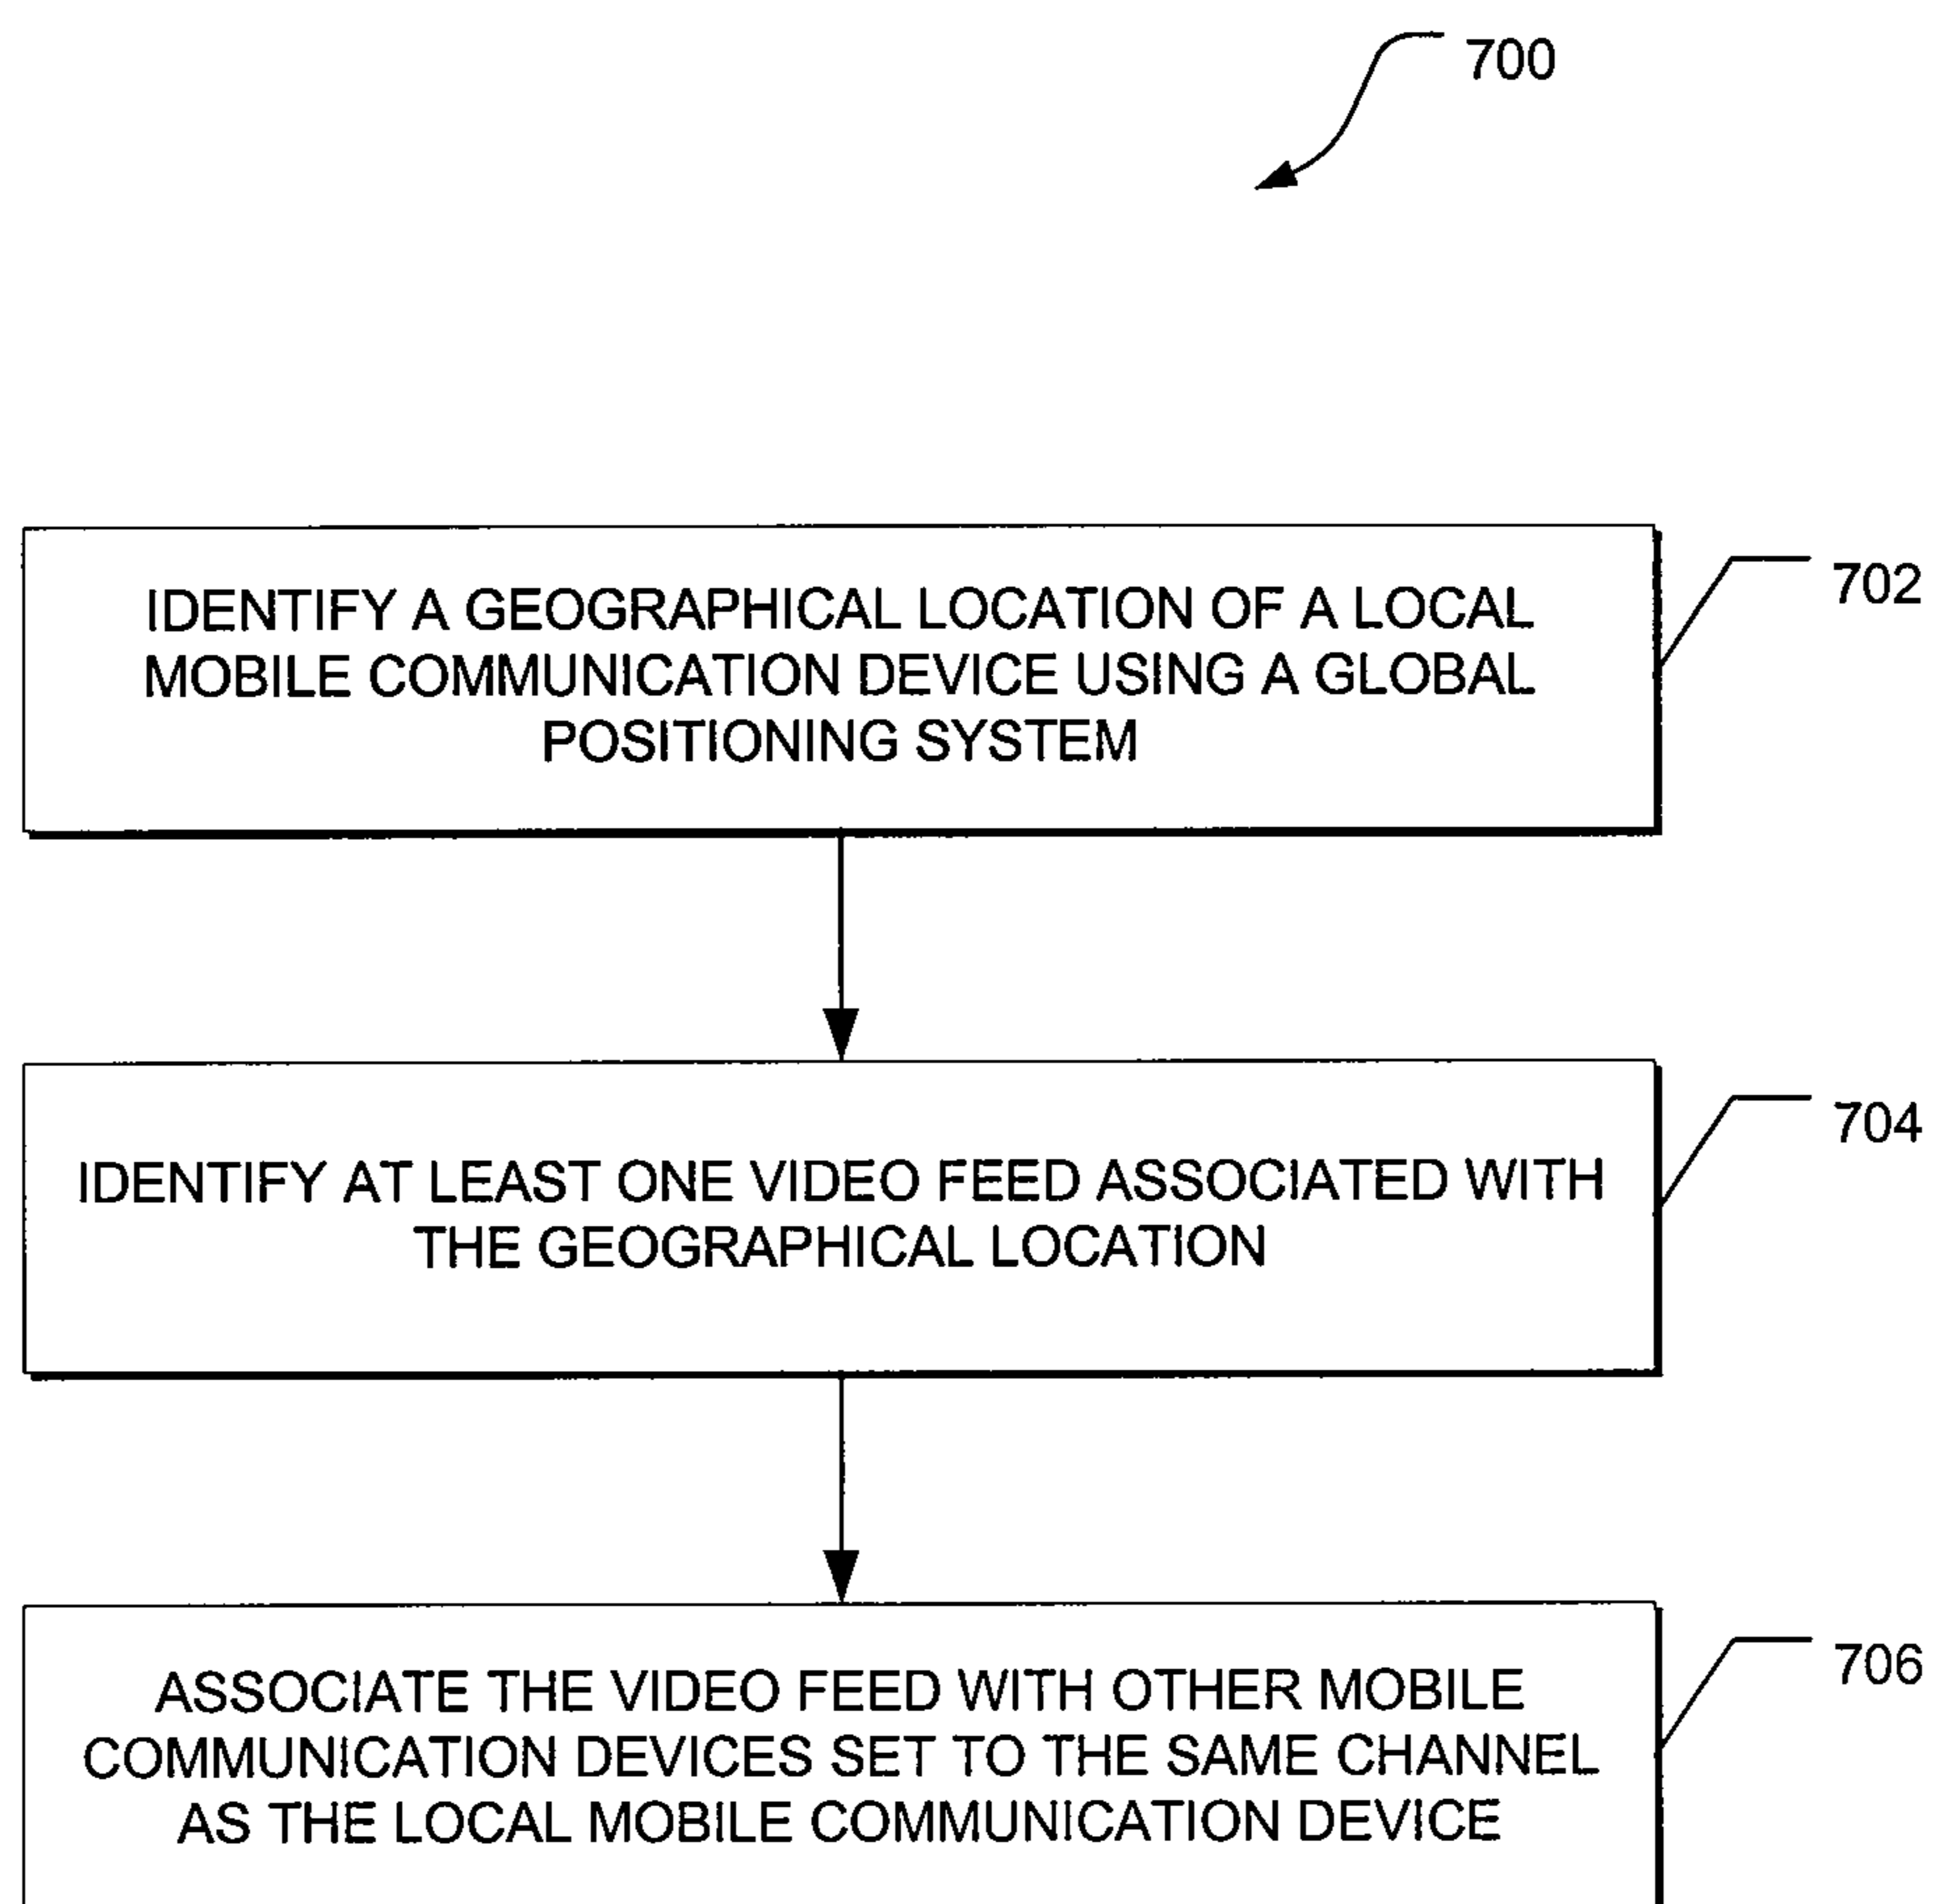 700
IDENTIFY A GEOGRAPHICAL LOCATION OF A LOCAL
MOBILE COMMUNICATION DEVICE USING A GLOBAL
POSITIONING SYSTEM
702
IDENTIFY AT LEAST ONE VIDEO FEED ASSOCIATED WITH
THE GEOGRAPHICAL LOCATION
704
ASSOCIATE THE VIDEO FEED WITH OTHER MOBILE
COMMUNICATION DEVICES SET TO THE SAME CHANNEL
AS THE LOCAL MOBILE COMMUNICATION DEVICE
706